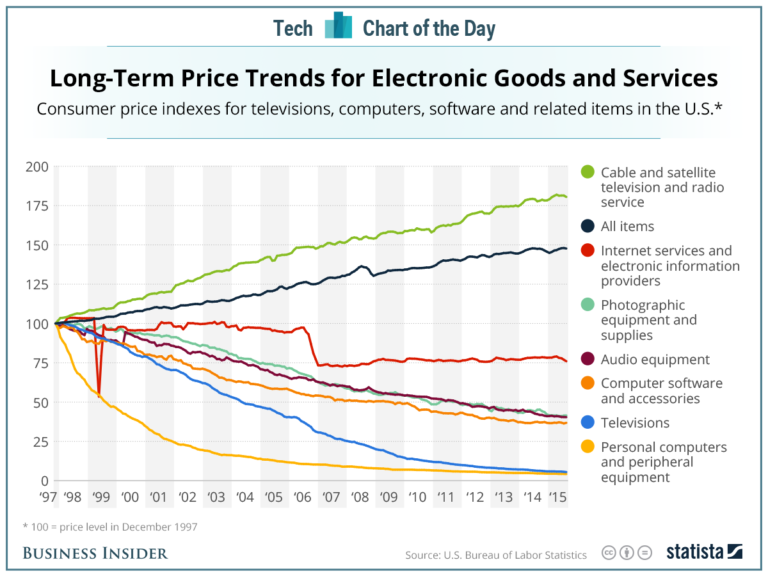 Tech Chart of the Day
Long-Term Price Trends for Electronic Goods and Services
Consumer price indexes for televisions, computers, software and related items in the U.S.*
200
175
150
125
100
75
50
25
0
'97 '98 '99 '00 '01 '02 '03 '04 '05 '06 '07 '08 '09 '10 '11 '12 '13 '14 '15
Cable and satellite
television and radio
service
All items
Internet services and
electronic information
providers
Photographic
equipment and
supplies
Audio equipment
Computer software
and accessories
Televisions
Personal computers
and peripheral
equipment
* 100 = price level in December 1997
BUSINESS INSIDER
Source: U.S. Bureau of Labor Statistics
cc
statista